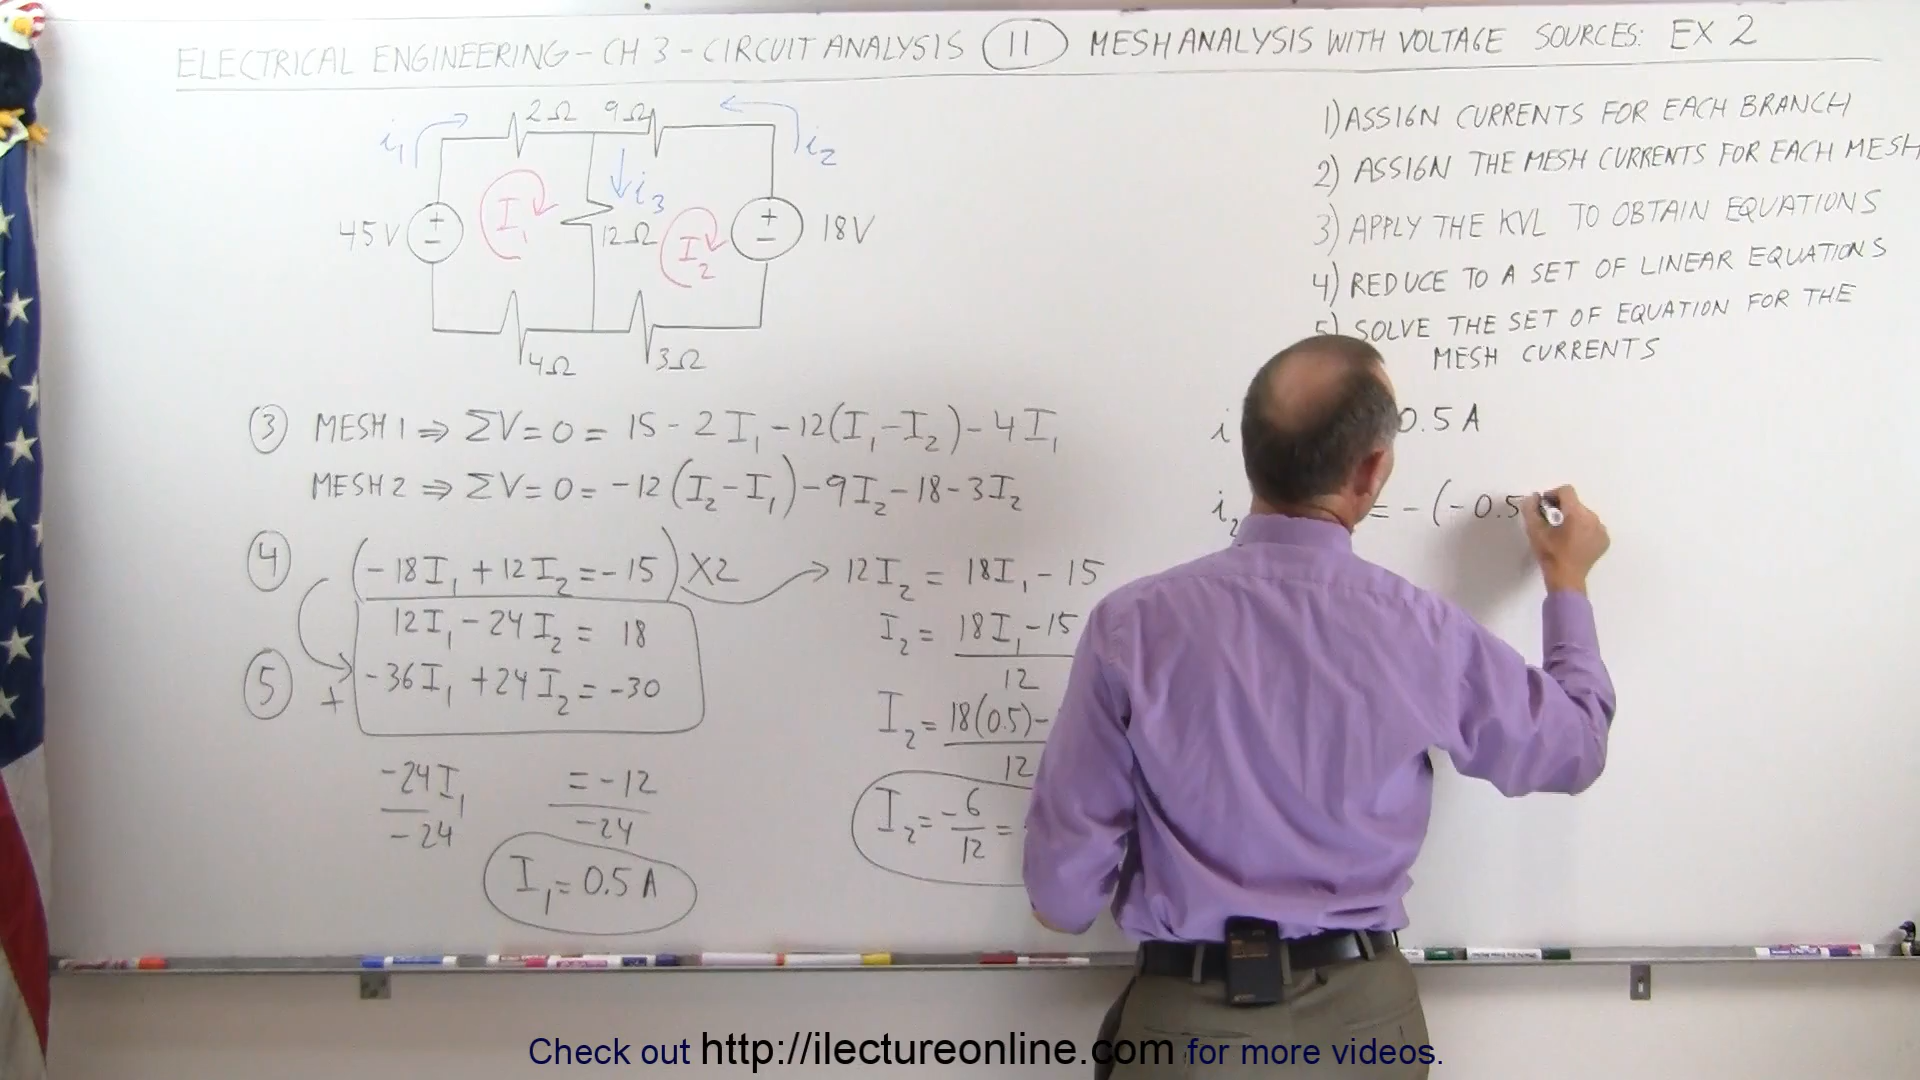 ELECTRICAL ENGINEERING - CH 3 - CIRCUIT ANALYSIS 11 MESH ANALYSIS WITH VOLTAGE SOURCES: EX 2
2Ω 9Ω
i₁ i₂
I₁ i₃
45V + − 12Ω I₂ + − 18V
4Ω 3Ω
1) ASSIGN CURRENTS FOR EACH BRANCH
2) ASSIGN THE MESH CURRENTS FOR EACH MESH
3) APPLY THE KVL TO OBTAIN EQUATIONS
4) REDUCE TO A SET OF LINEAR EQUATIONS
5) SOLVE THE SET OF EQUATION FOR THE
MESH CURRENTS
3 MESH 1 ⇒ ΣV = 0 = 15 - 2I₁ - 12(I₁ - I₂) - 4I₁
MESH 2 ⇒ ΣV = 0 = -12(I₂ - I₁) - 9I₂ - 18 - 3I₂
4 (-18I₁ + 12I₂ = -15) X2
12I₁ - 24I₂ = 18
5 + -36I₁ + 24I₂ = -30
-24I₁ = -12
-24 -24
I₁ = 0.5 A
12I₂ = 18I₁ - 15
I₂ = 18I₁ - 15
12
I₂ = 18(0.5) -
12
I₂ = -6/12 =
i 0.5 A
i₂ = - (-0.5
Check out http://ilectureonline.com for more videos.